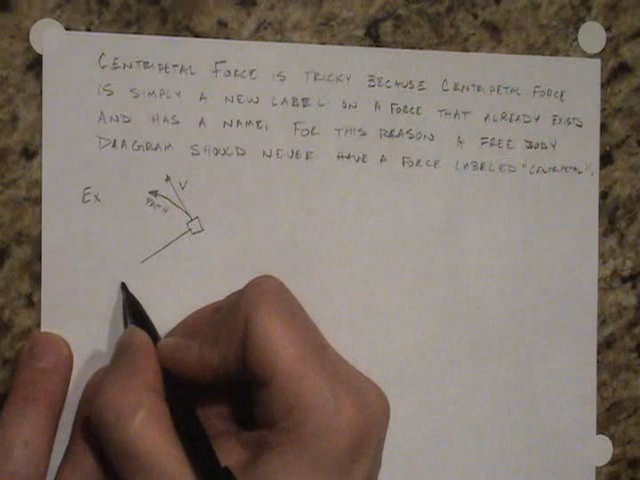 CENTRIPETAL FORCE IS TRICKY BECAUSE CENTRIPETAL FORCE
IS SIMPLY A NEW LABEL ON A FORCE THAT ALREADY EXISTS
AND HAS A NAME, FOR THIS REASON A FREE BODY
DIAGRAM SHOULD NEVER HAVE A FORCE LABELED "CENTRIPETAL".
Ex
V
PATH